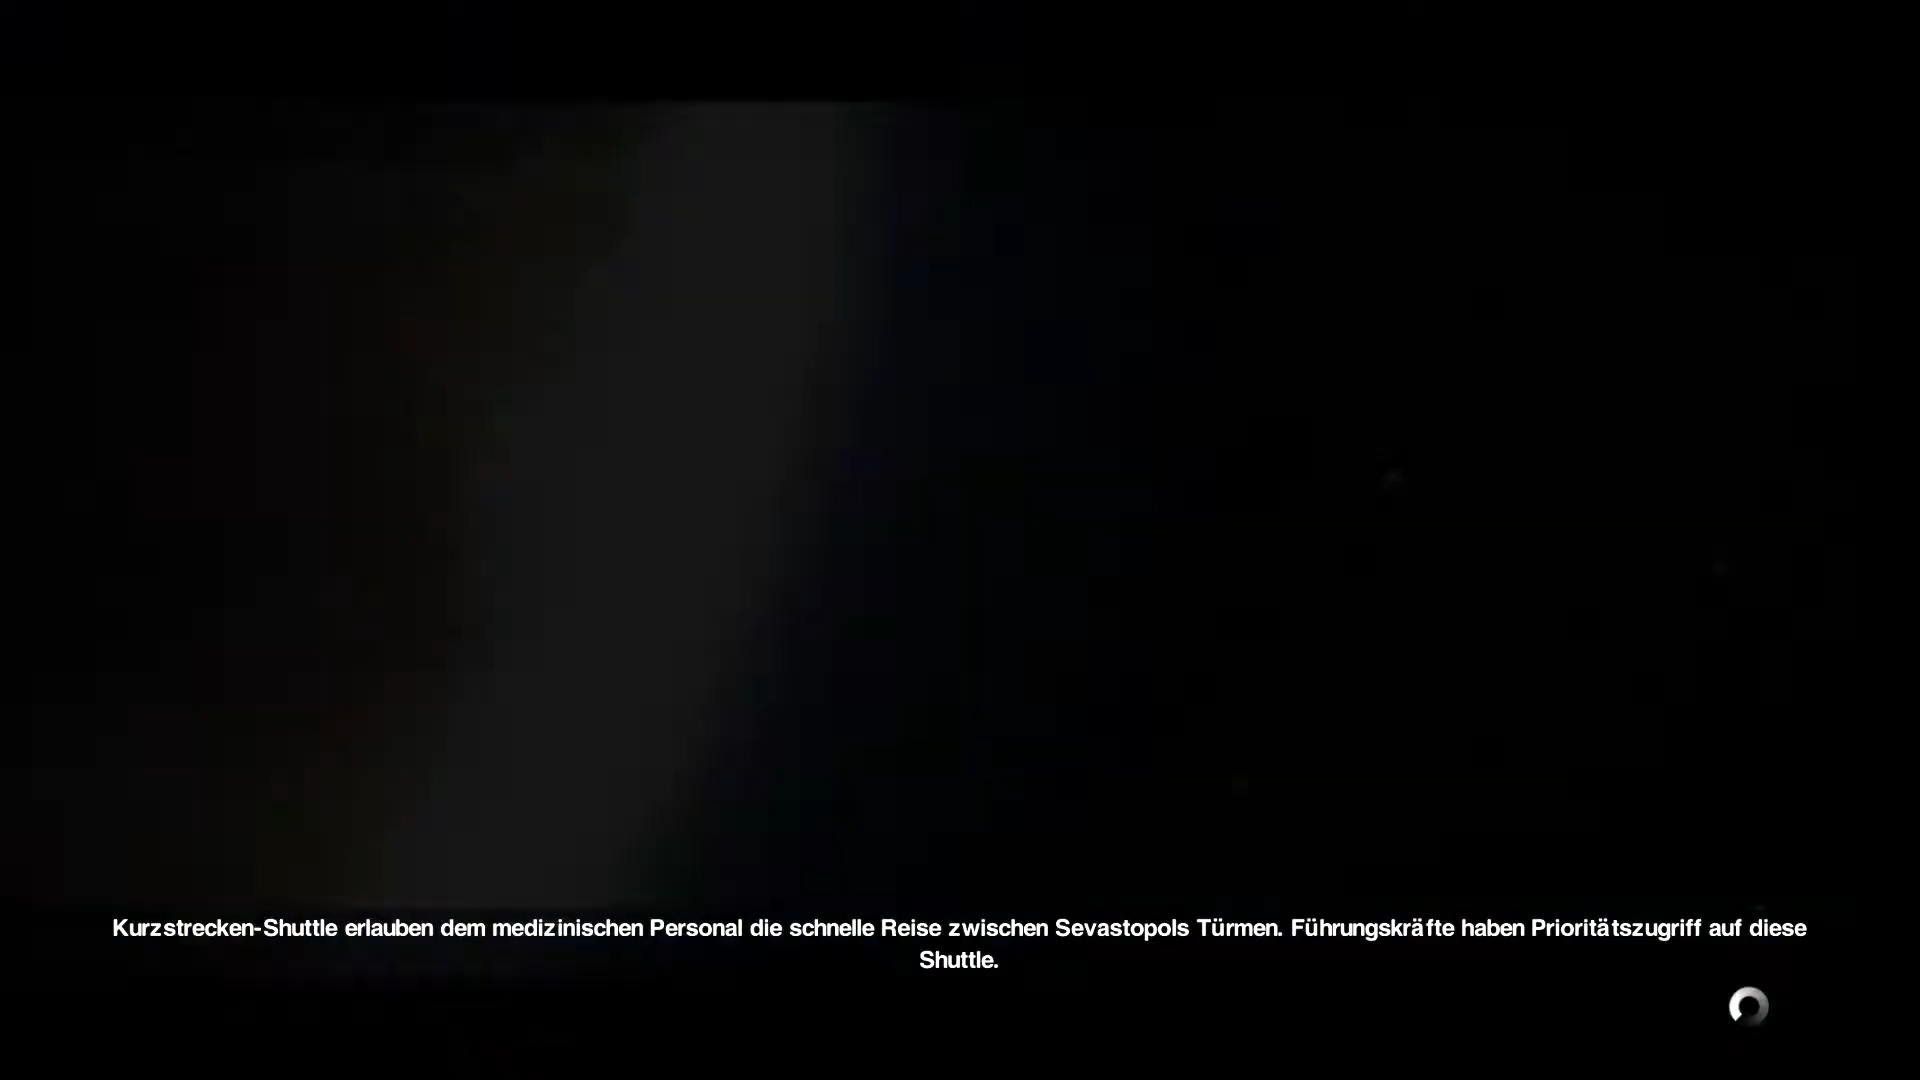 Kurzstrecken-Shuttle erlauben dem medizinischen Personal die schnelle Reise zwischen Sevastopols Türmen. Führungskräfte haben Prioritätszugriff auf diese
Shuttle.